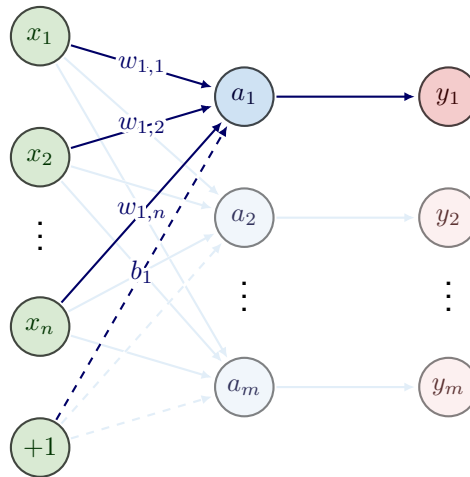 x₁
w₁,₁
a₁
y₁
x₂
w₁,₂
a₂
y₂
⋮
w₁,ₙ
b₁
⋮
⋮
xₙ
aₘ
yₘ
+1